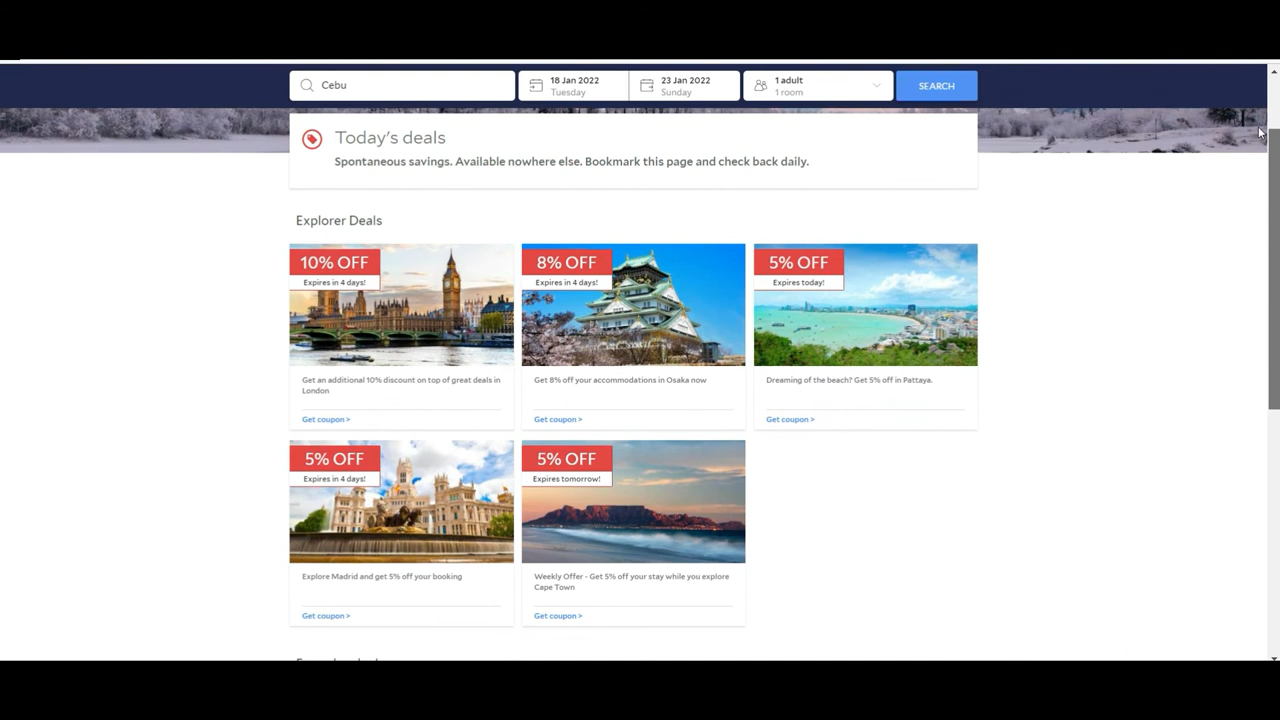 Cebu
18 Jan 2022
Tuesday
23 Jan 2022
Sunday
1 adult
1 room
SEARCH
Today's deals
Spontaneous savings. Available nowhere else. Bookmark this page and check back daily.
Explorer Deals
10% OFF
Expires in 4 days!
Get an additional 10% discount on top of great deals in
London
Get coupon >
8% OFF
Expires in 4 days!
Get 8% off your accommodations in Osaka now
Get coupon >
5% OFF
Expires today!
Dreaming of the beach? Get 5% off in Pattaya.
Get coupon >
5% OFF
Expires in 4 days!
Explore Madrid and get 5% off your booking
Get coupon >
5% OFF
Expires tomorrow!
Weekly Offer - Get 5% off your stay while you explore
Cape Town
Get coupon >